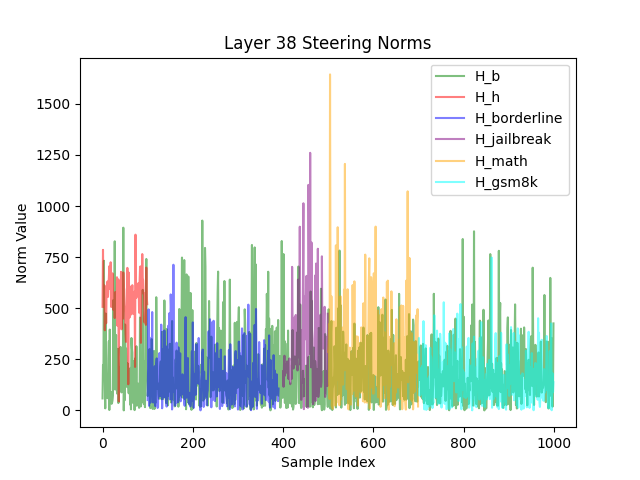 Layer 38 Steering Norms
H_b
H_h
H_borderline
H_jailbreak
H_math
H_gsm8k
Norm Value
1500
1250
1000
750
500
250
0
0 200 400 600 800 1000
Sample Index